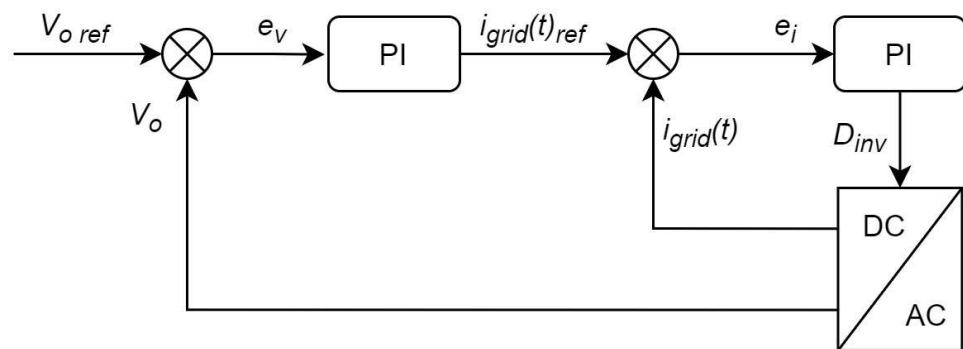 V_o ref
e_v
PI
i_grid(t)_ref
e_i
PI
V_o
i_grid(t)
D_inv
DC
AC